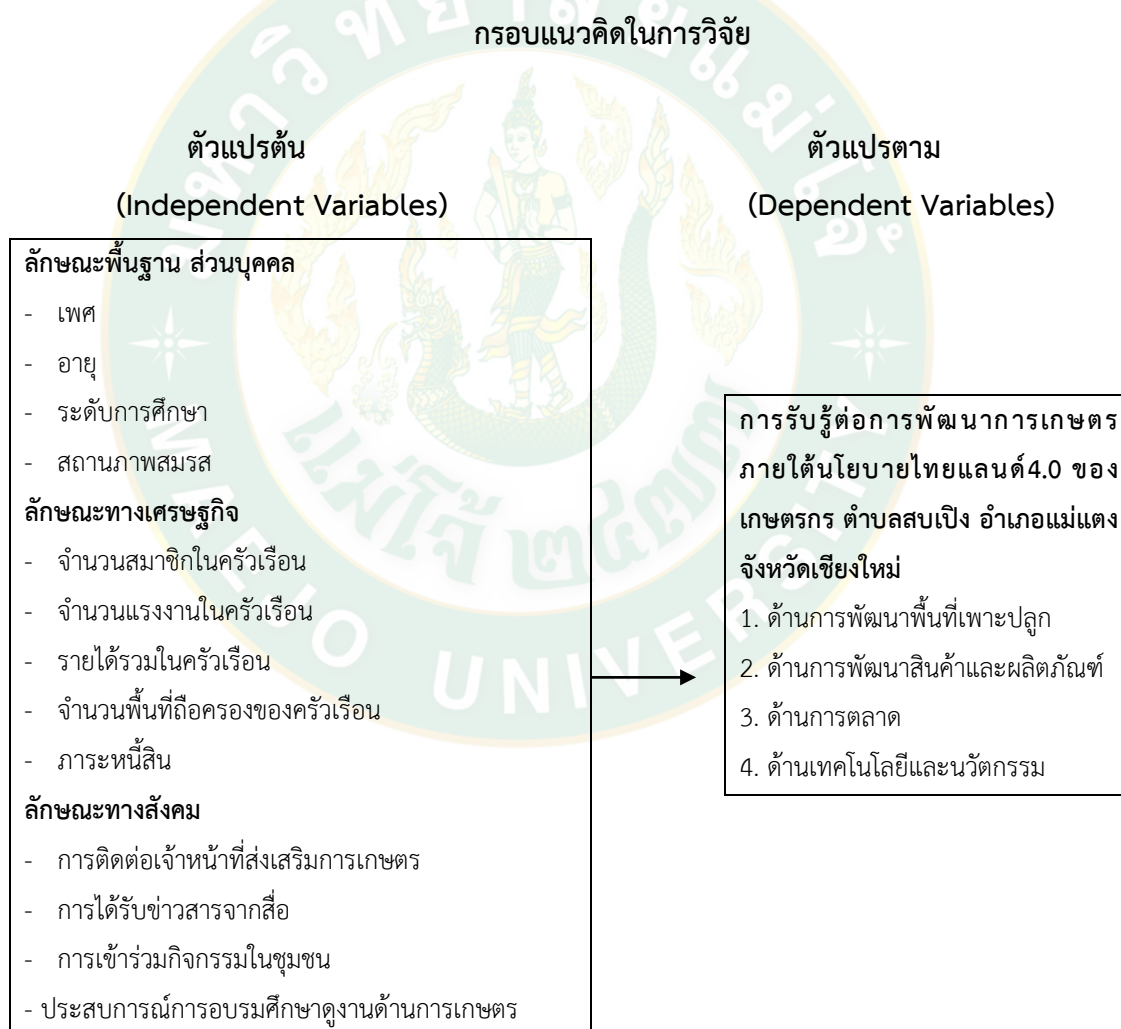 กรอบแนวคิดในการวิจัย
ตัวแปรต้น
(Independent Variables)
ตัวแปรตาม
(Dependent Variables)
ลักษณะพื้นฐาน ส่วนบุคคล
- เพศ
- อายุ
- ระดับการศึกษา
- สถานภาพสมรส
ลักษณะทางเศรษฐกิจ
- จำนวนสมาชิกในครัวเรือน
- จำนวนแรงงานในครัวเรือน
- รายได้รวมในครัวเรือน
- จำนวนพื้นที่ถือครองของครัวเรือน
- ภาระหนี้สิน
ลักษณะทางสังคม
- การติดต่อเจ้าหน้าที่ส่งเสริมการเกษตร
- การได้รับข่าวสารจากสื่อ
- การเข้าร่วมกิจกรรมในชุมชน
- ประสบการณ์การอบรมศึกษาดูงานด้านการเกษตร
การรับรู้ต่อการพัฒนาการเกษตร
ภายใต้นโยบายไทยแลนด์4.0 ของ
เกษตรกร ตำบลสบเปิง อำเภอแม่แตง
จังหวัดเชียงใหม่
1. ด้านการพัฒนาพื้นที่เพาะปลูก
2. ด้านการพัฒนาสินค้าและผลิตภัณฑ์
3. ด้านการตลาด
4. ด้านเทคโนโลยีและนวัตกรรม
มหาวิทยาลัยแม่โจ้
แม่โจ้ ๒๔๗๗
MAEJO UNIVERSITY